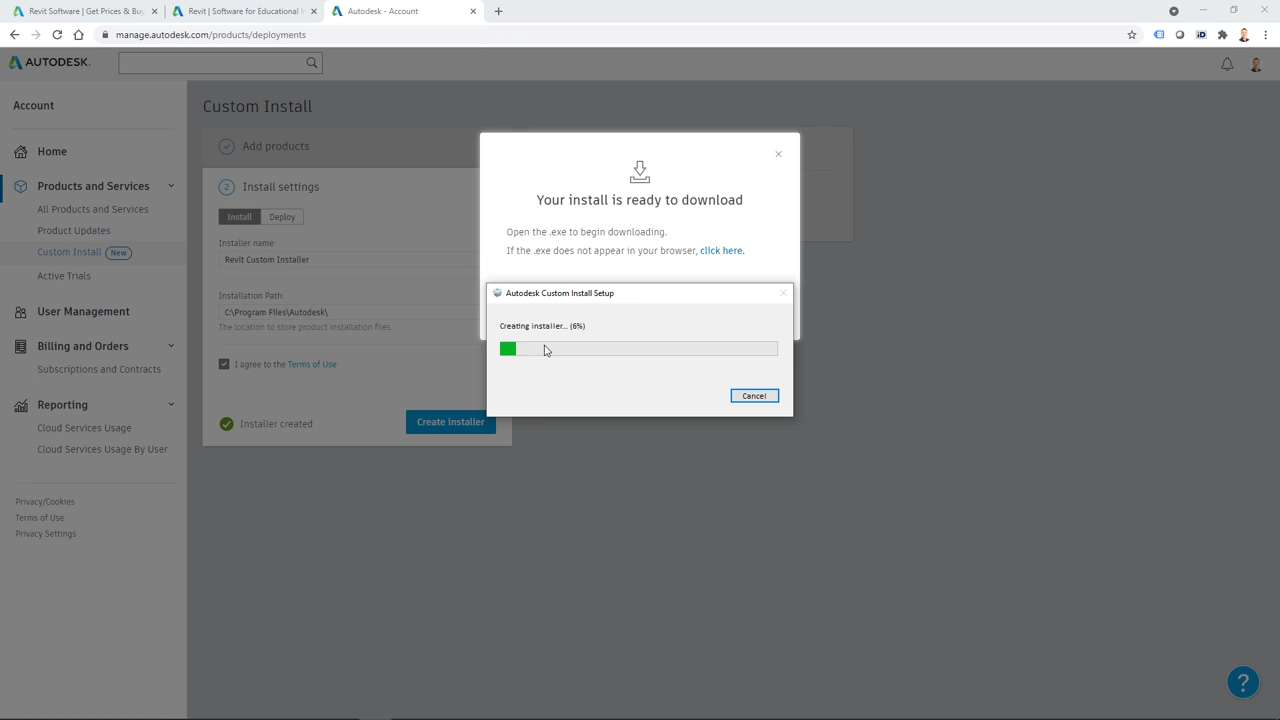 Revit Software | Get Prices & Bu
Revit | Software for Educational I
Autodesk - Account
manage.autodesk.com/products/deployments
AUTODESK.
Account
Home
Products and Services
All Products and Services
Product Updates
Custom Install New
Active Trials
User Management
Billing and Orders
Subscriptions and Contracts
Reporting
Cloud Services Usage
Cloud Services Usage By User
Privacy/Cookies
Terms of Use
Privacy Settings
Custom Install
Add products
2 Install settings
Install Deploy
Installer name:
Revit Custom Installer
Installation Path:
C:\Program Files\Autodesk\
The location to store product installation files.
I agree to the Terms of Use
Installer created
Create installer
Your install is ready to download
Open the .exe to begin downloading.
If the .exe does not appear in your browser, click here.
Autodesk Custom Install Setup
Creating installer... (6%)
Cancel
iD
?